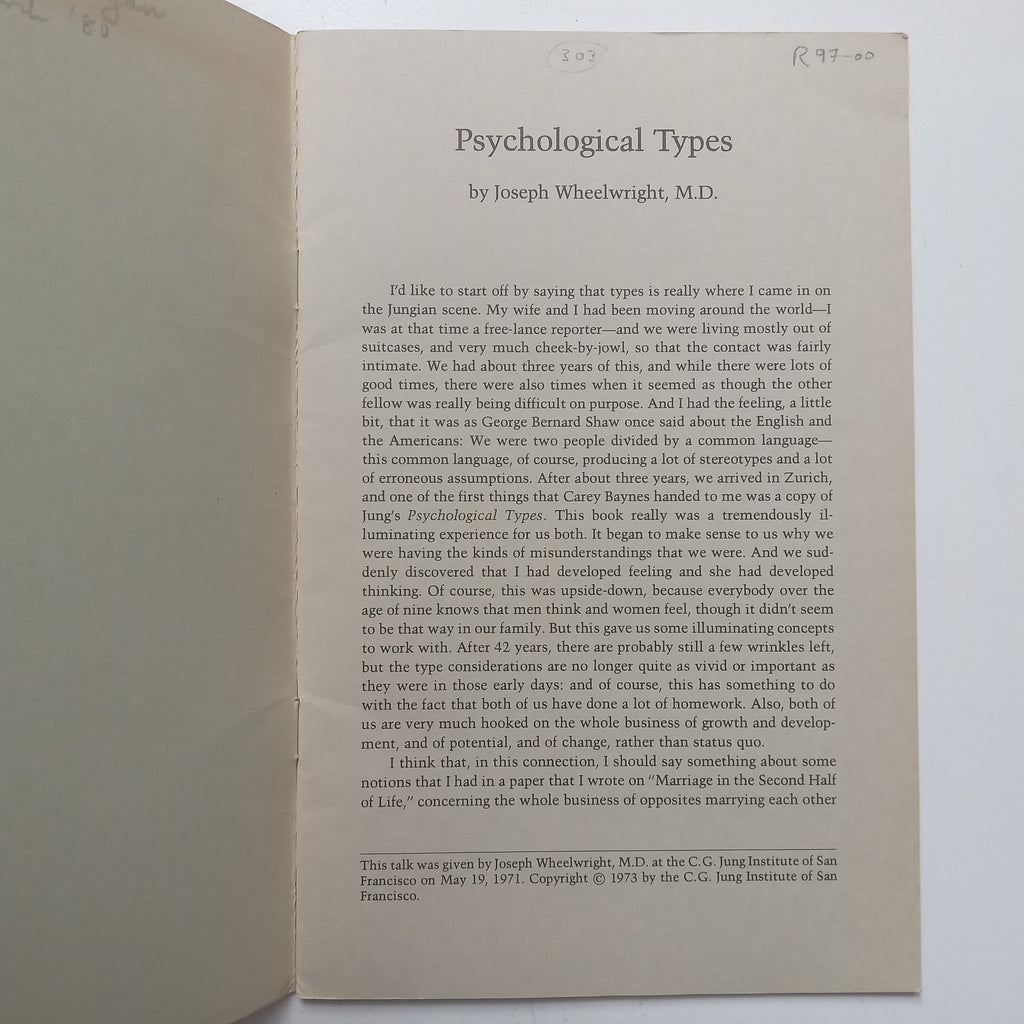 '80 Jan
303
R 97-00
Psychological Types
by Joseph Wheelwright, M.D.
I'd like to start off by saying that types is really where I came in on
the Jungian scene. My wife and I had been moving around the world—I
was at that time a free-lance reporter—and we were living mostly out of
suitcases, and very much cheek-by-jowl, so that the contact was fairly
intimate. We had about three years of this, and while there were lots of
good times, there were also times when it seemed as though the other
fellow was really being difficult on purpose. And I had the feeling, a little
bit, that it was as George Bernard Shaw once said about the English and
the Americans: We were two people divided by a common language—
this common language, of course, producing a lot of stereotypes and a lot
of erroneous assumptions. After about three years, we arrived in Zurich,
and one of the first things that Carey Baynes handed to me was a copy of
Jung's Psychological Types. This book really was a tremendously il-
luminating experience for us both. It began to make sense to us why we
were having the kinds of misunderstandings that we were. And we sud-
denly discovered that I had developed feeling and she had developed
thinking. Of course, this was upside-down, because everybody over the
age of nine knows that men think and women feel, though it didn't seem
to be that way in our family. But this gave us some illuminating concepts
to work with. After 42 years, there are probably still a few wrinkles left,
but the type considerations are no longer quite as vivid or important as
they were in those early days: and of course, this has something to do
with the fact that both of us have done a lot of homework. Also, both of
us are very much hooked on the whole business of growth and develop-
ment, and of potential, and of change, rather than status quo.
I think that, in this connection, I should say something about some
notions that I had in a paper that I wrote on "Marriage in the Second Half
of Life," concerning the whole business of opposites marrying each other
This talk was given by Joseph Wheelwright, M.D. at the C.G. Jung Institute of San
Francisco on May 19, 1971. Copyright © 1973 by the C.G. Jung Institute of San
Francisco.